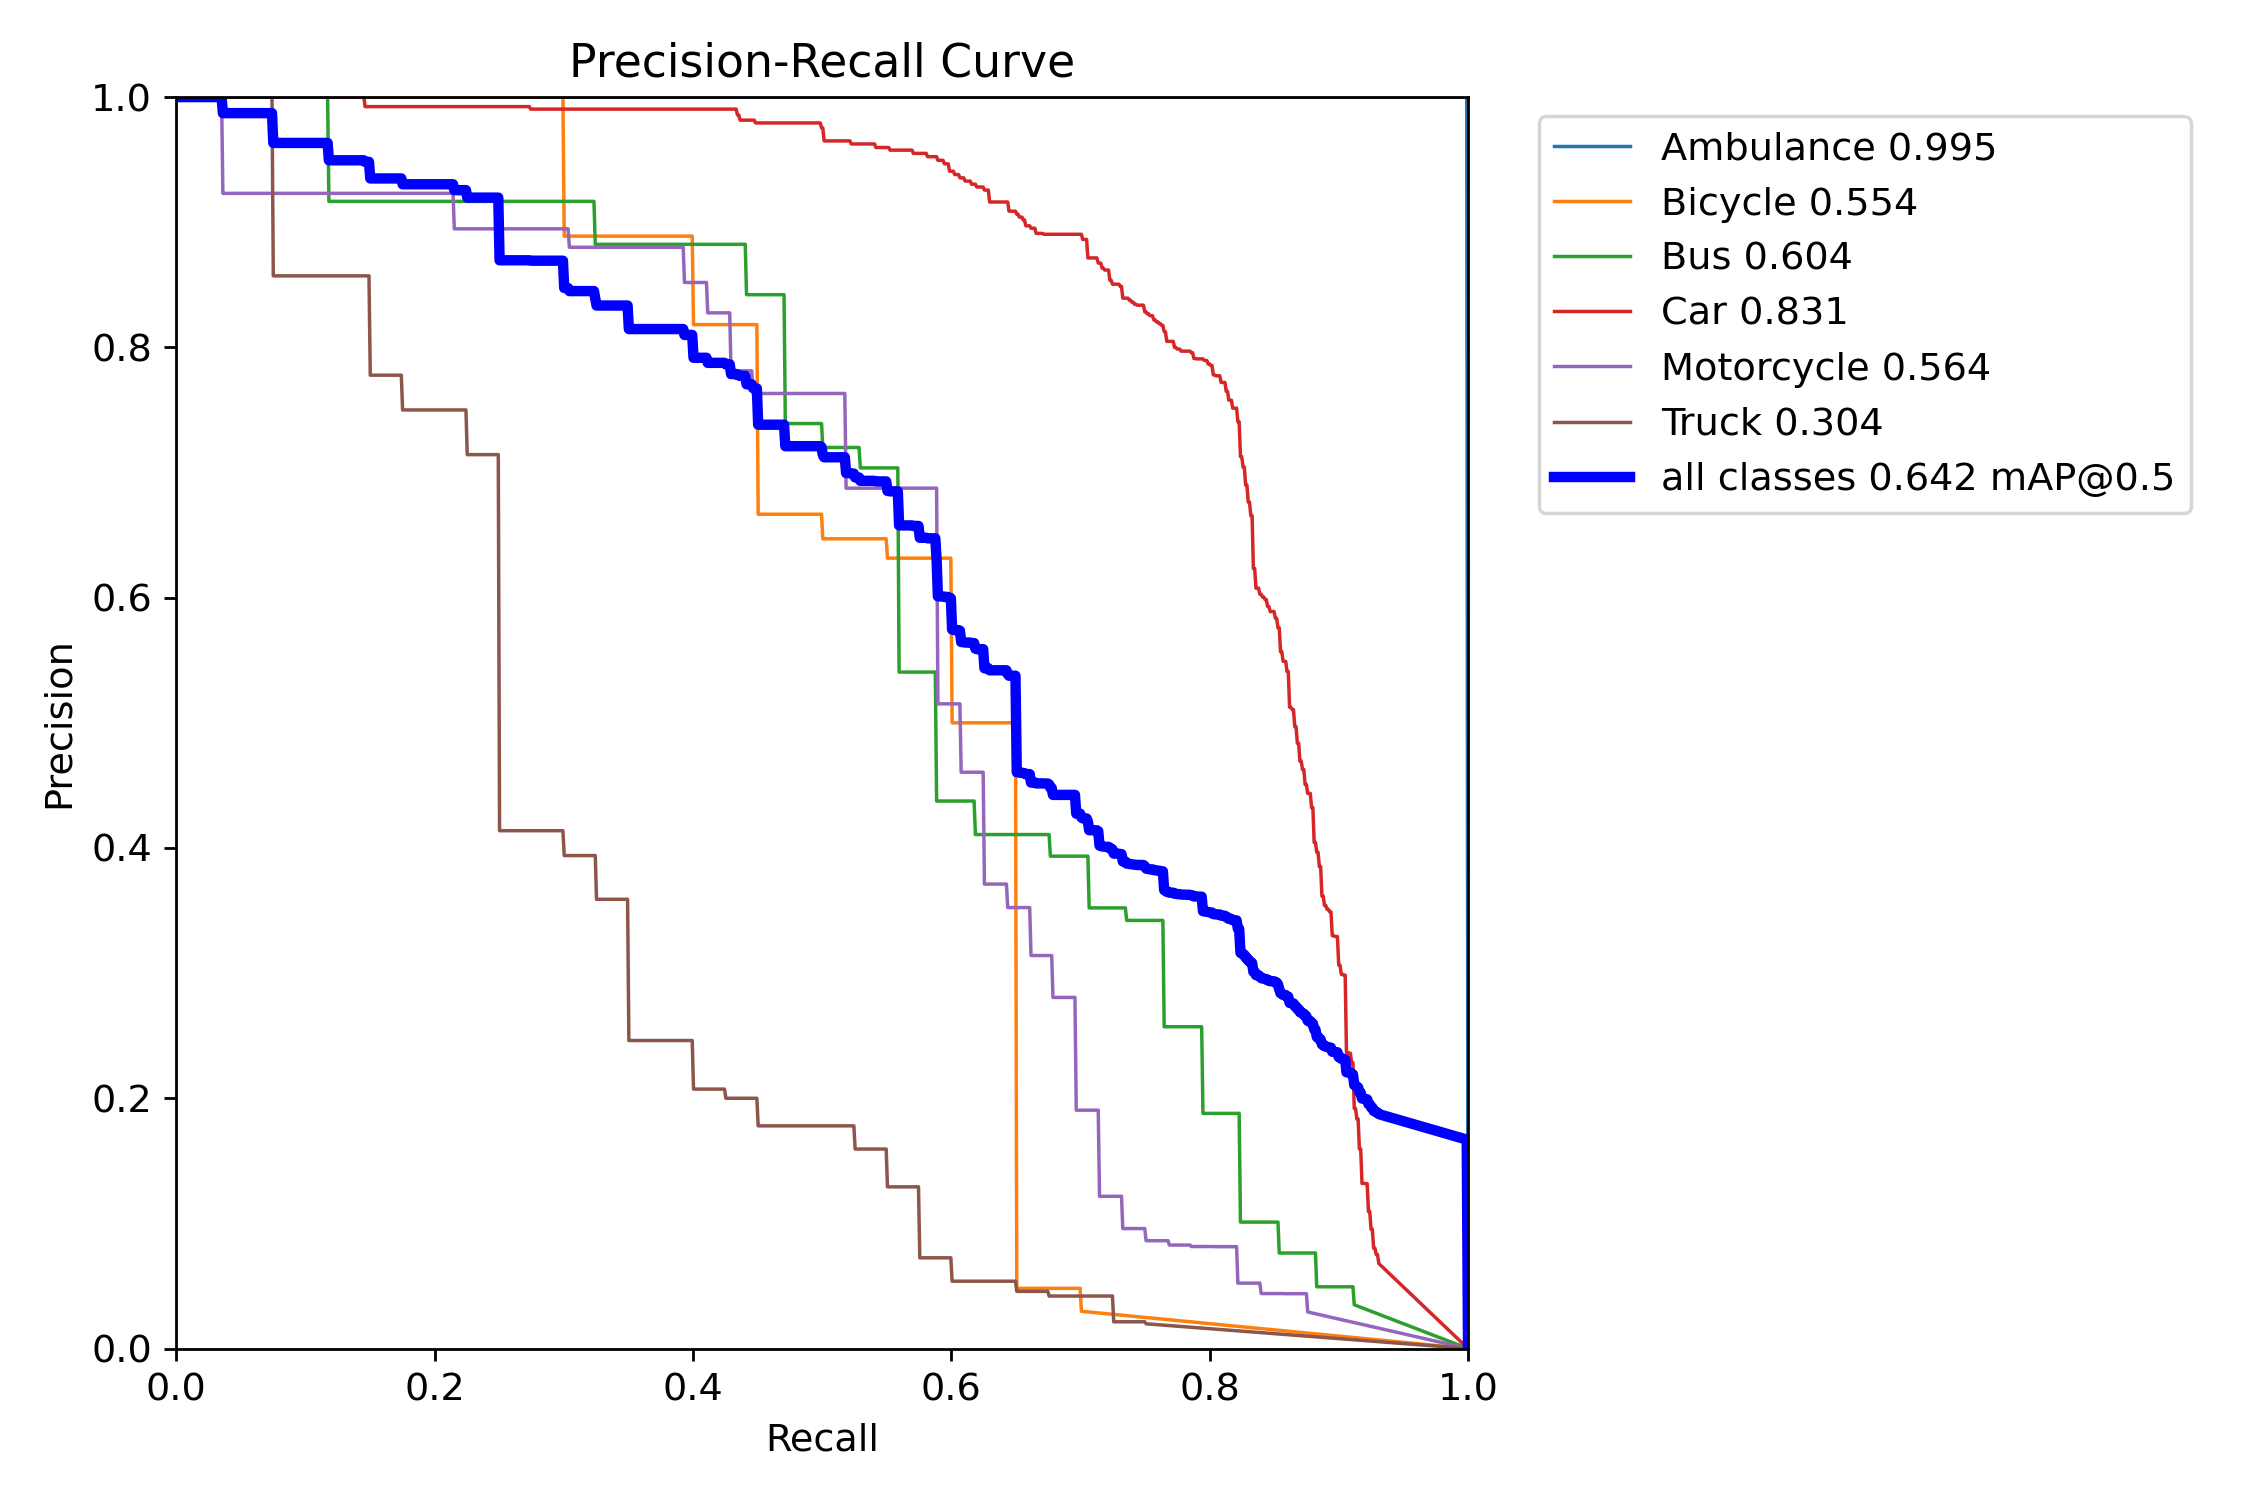 Precision-Recall Curve
1.0
0.8
0.6
0.4
0.2
0.0
Precision
0.0 0.2 0.4 0.6 0.8 1.0
Recall
Ambulance 0.995
Bicycle 0.554
Bus 0.604
Car 0.831
Motorcycle 0.564
Truck 0.304
all classes 0.642 mAP@0.5